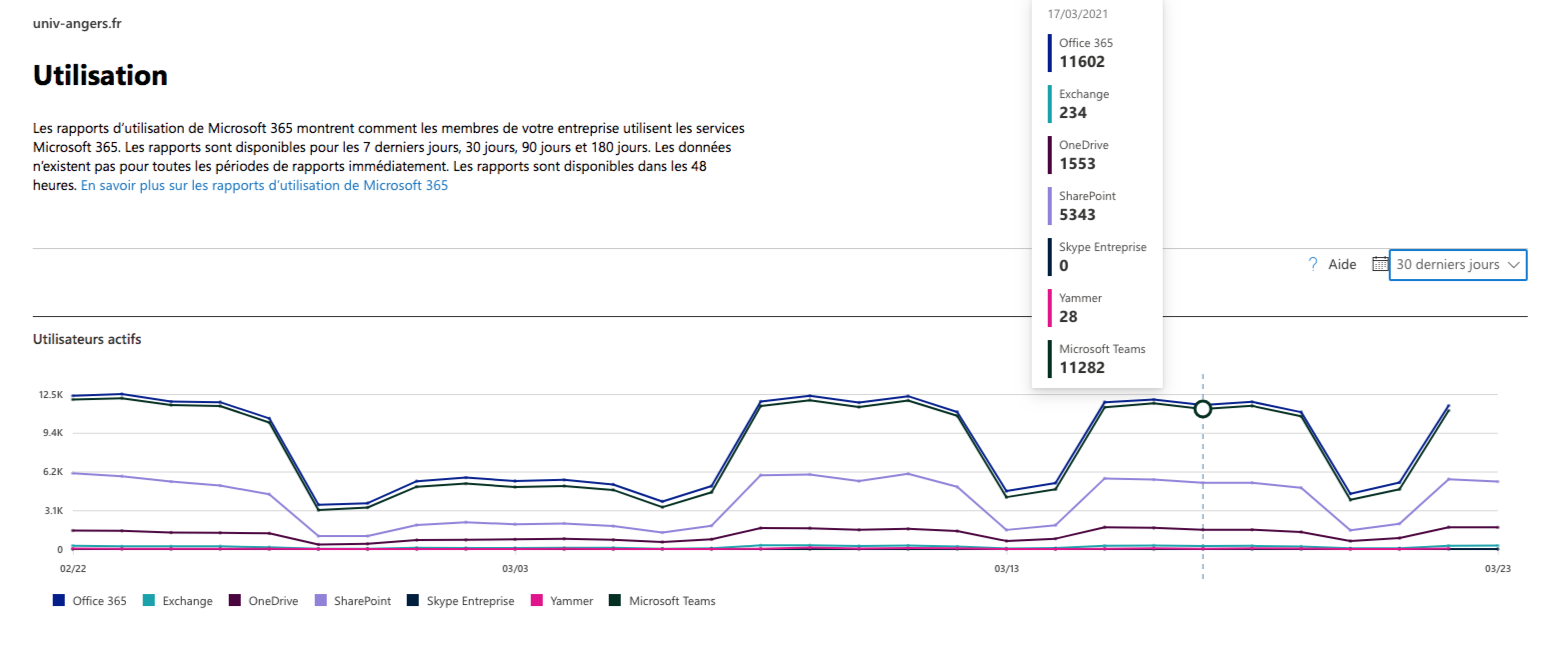 univ-angers.fr
Utilisation
Les rapports d'utilisation de Microsoft 365 montrent comment les membres de votre entreprise utilisent les services
Microsoft 365. Les rapports sont disponibles pour les 7 derniers jours, 30 jours, 90 jours et 180 jours. Les données
n'existent pas pour toutes les périodes de rapports immédiatement. Les rapports sont disponibles dans les 48
heures. En savoir plus sur les rapports d'utilisation de Microsoft 365
17/03/2021
Office 365
11602
Exchange
234
OneDrive
1553
SharePoint
5343
Skype Entreprise
0
Yammer
28
Microsoft Teams
11282
? Aide 30 derniers jours
Utilisateurs actifs
12.5K
9.4K
6.2K
3.1K
0
02/22 03/03 03/13 03/23
Office 365 Exchange OneDrive SharePoint Skype Entreprise Yammer Microsoft Teams